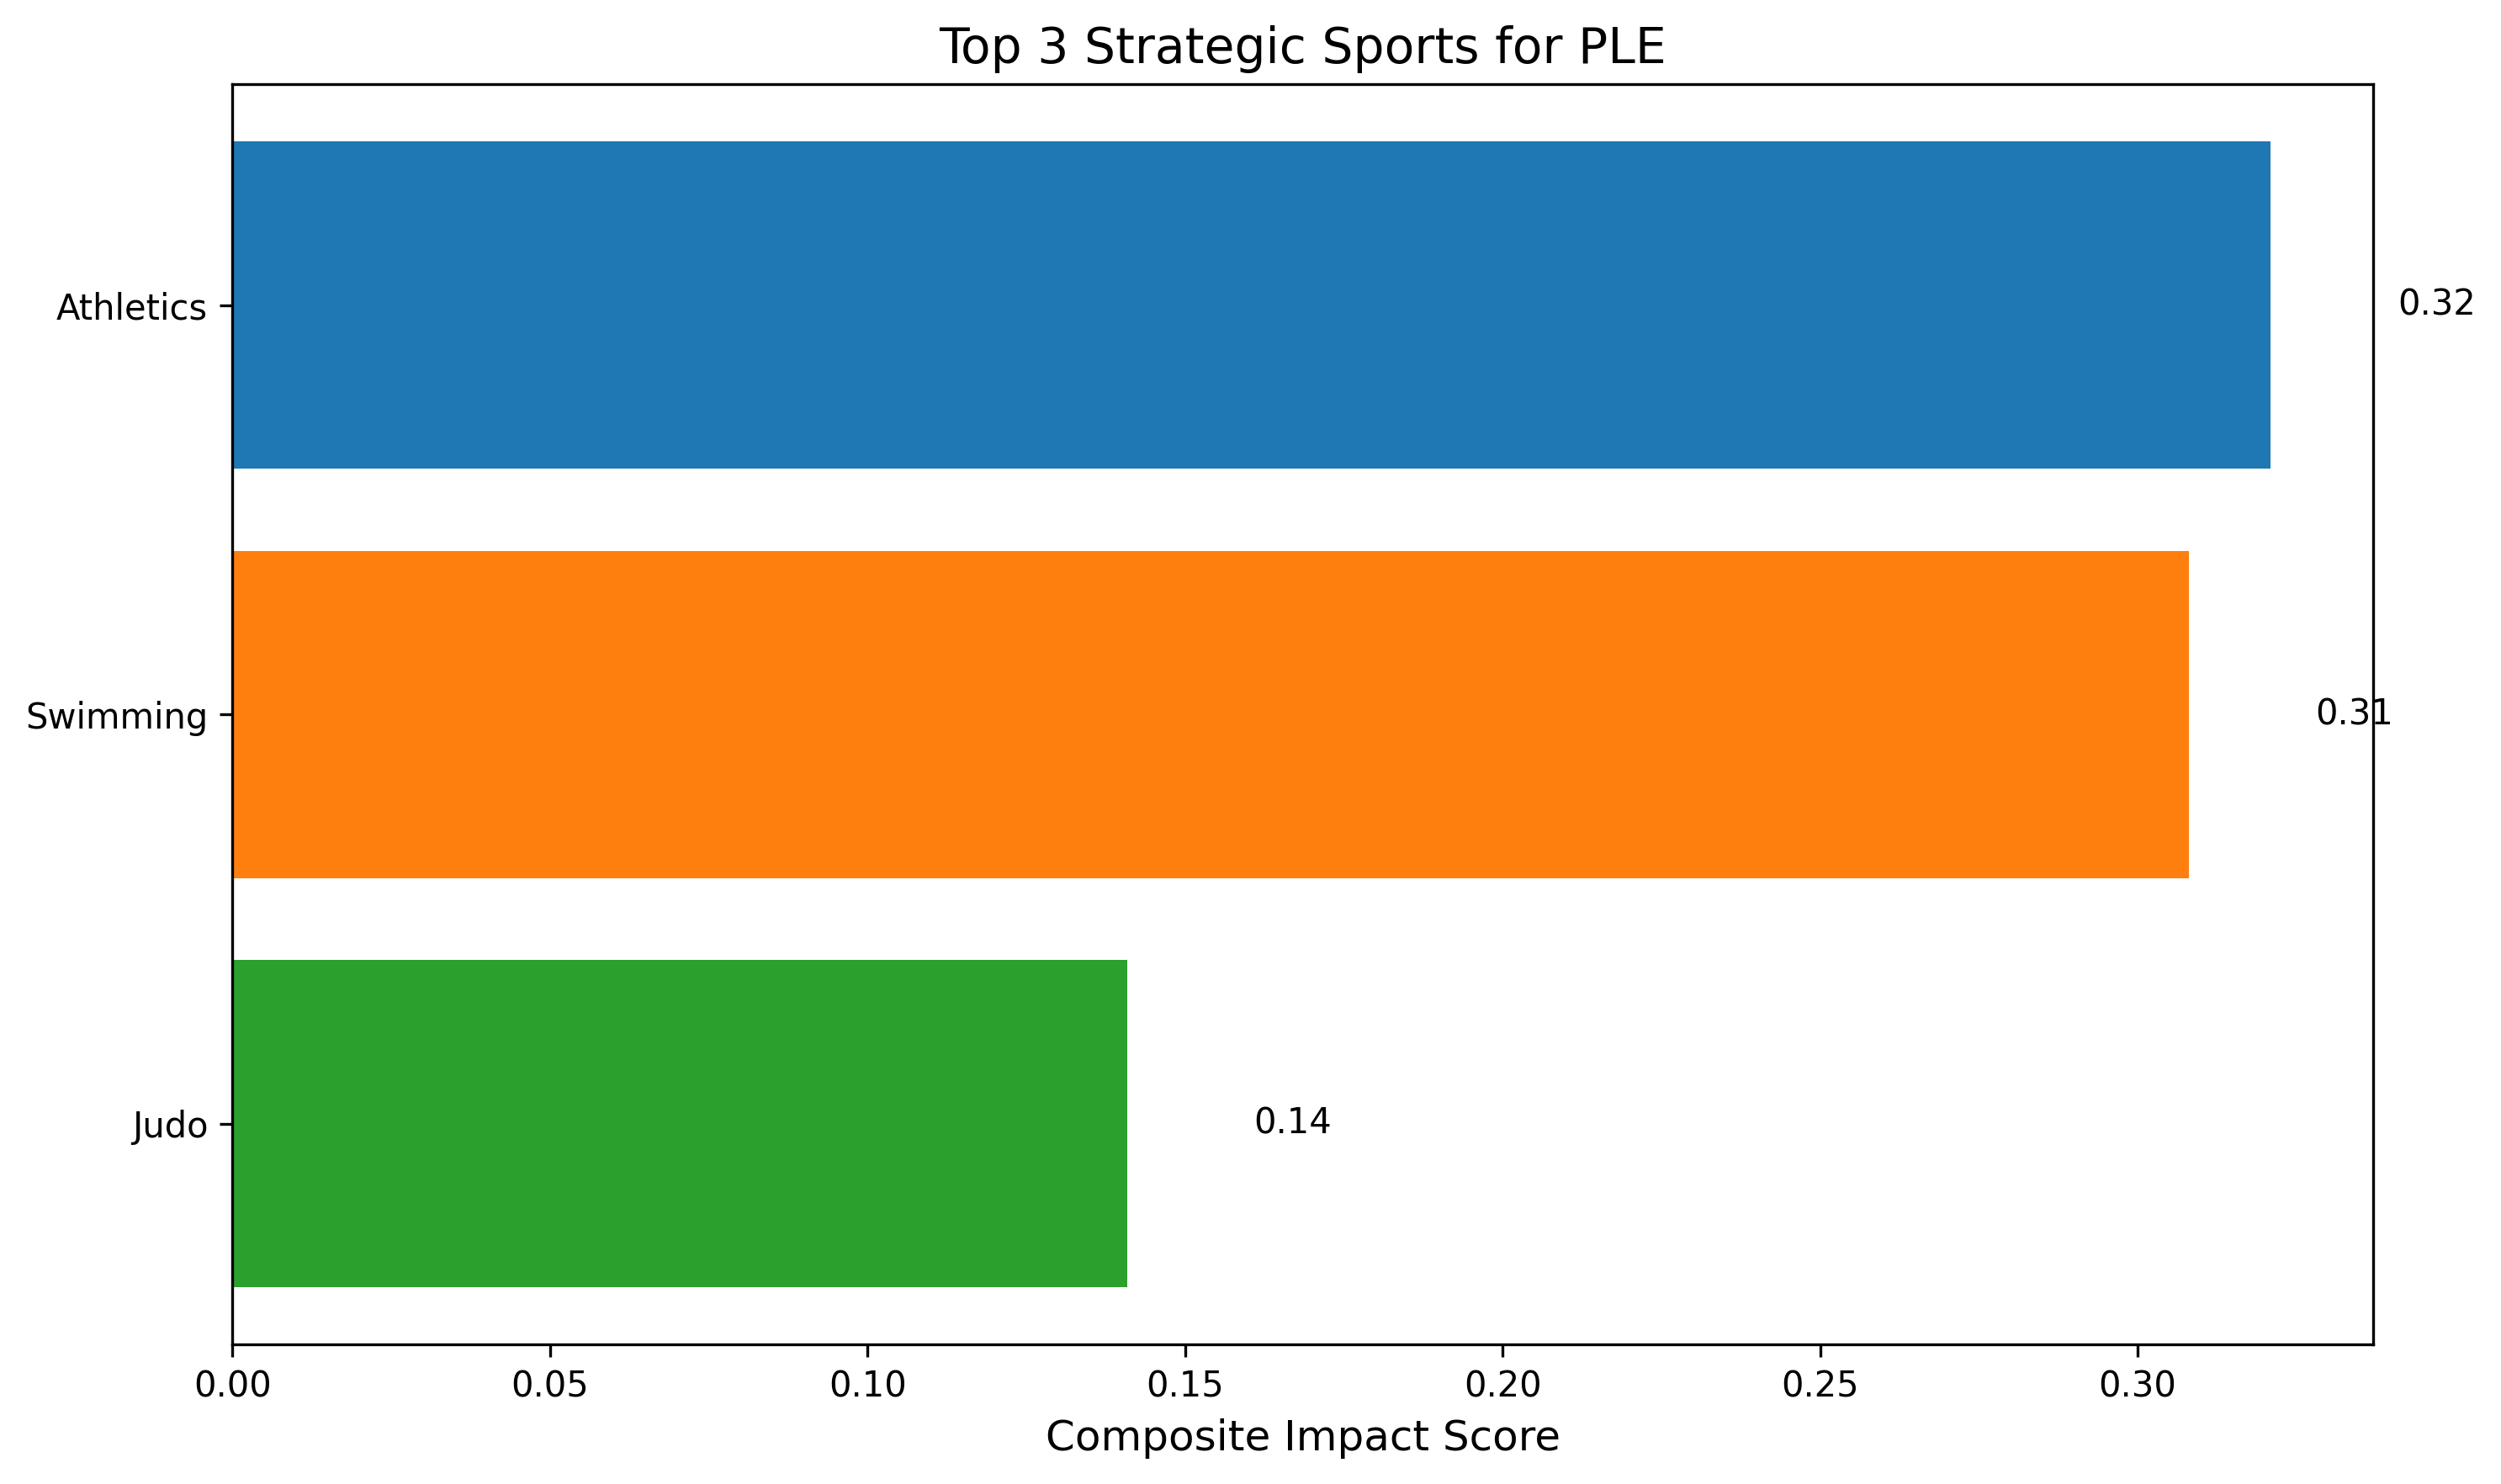 Top 3 Strategic Sports for PLE
Athletics
0.32
Swimming
0.31
Judo
0.14
0.00 0.05 0.10 0.15 0.20 0.25 0.30
Composite Impact Score